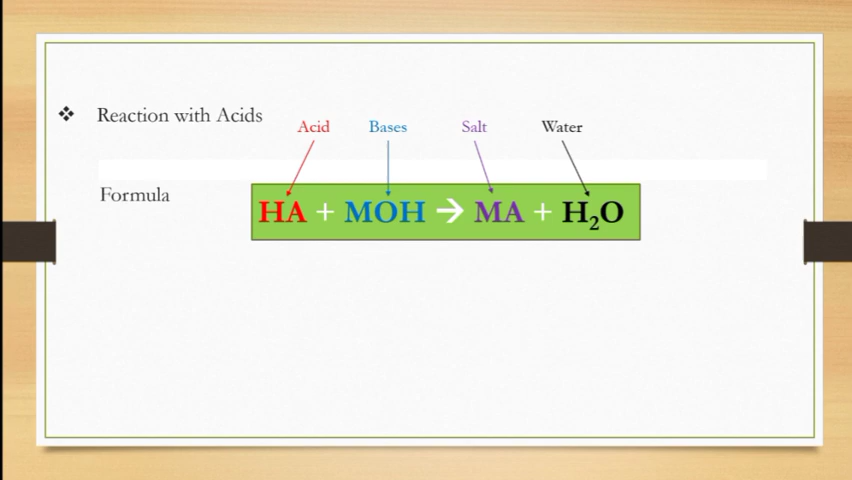 ❖ Reaction with Acids
Acid Bases Salt Water
Formula
HA + MOH → MA + H₂O